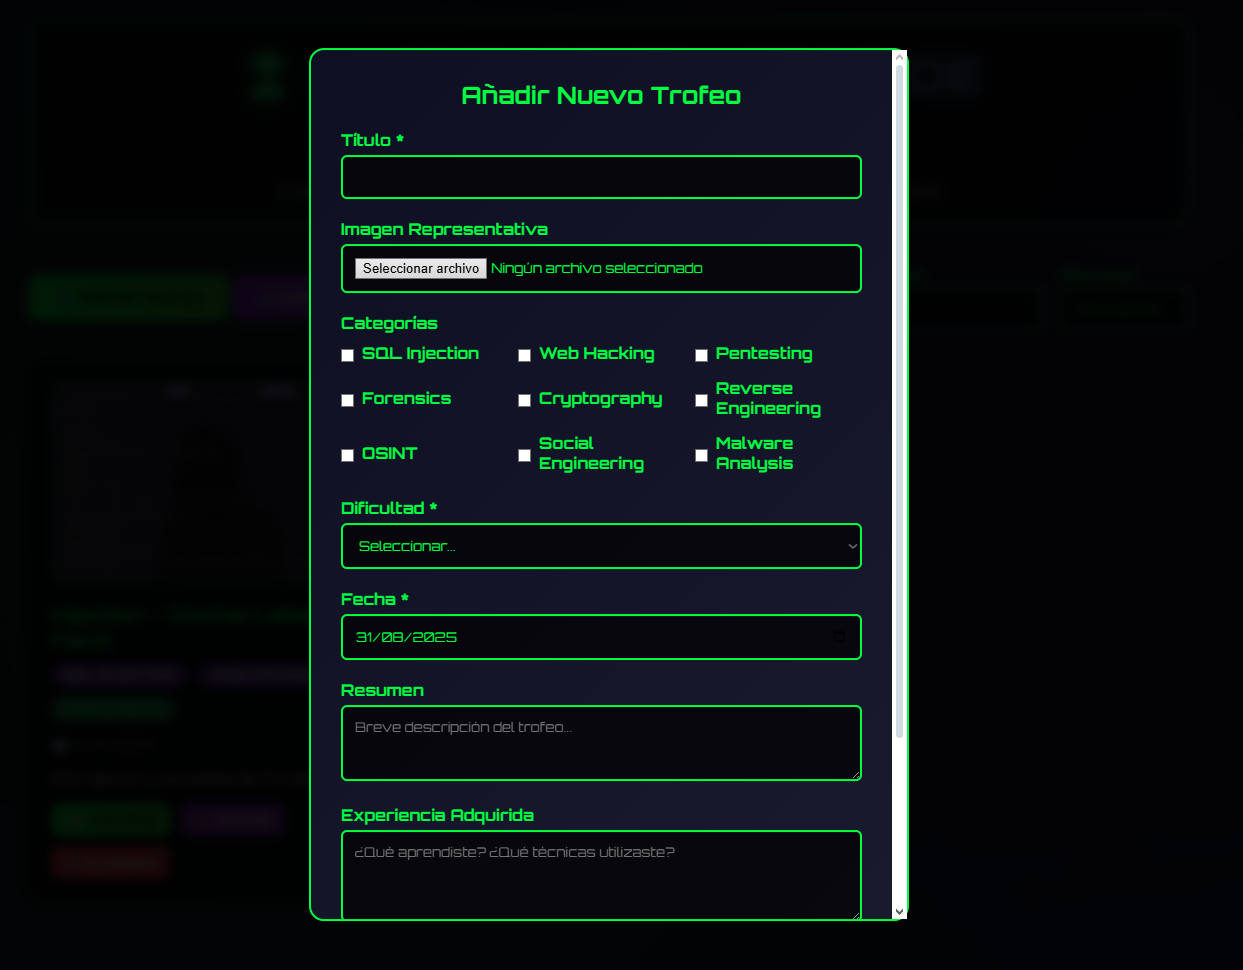 Añadir Nuevo Trofeo
Título *
Imagen Representativa
Seleccionar archivo Ningún archivo seleccionado
Categorías
SQL Injection Web Hacking Pentesting
Forensics Cryptography Reverse Engineering
OSINT Social Engineering Malware Analysis
Dificultad *
Seleccionar...
Fecha *
31/08/2025
Resumen
Breve descripción del trofeo...
Experiencia Adquirida
¿Qué aprendiste? ¿Qué técnicas utilizaste?